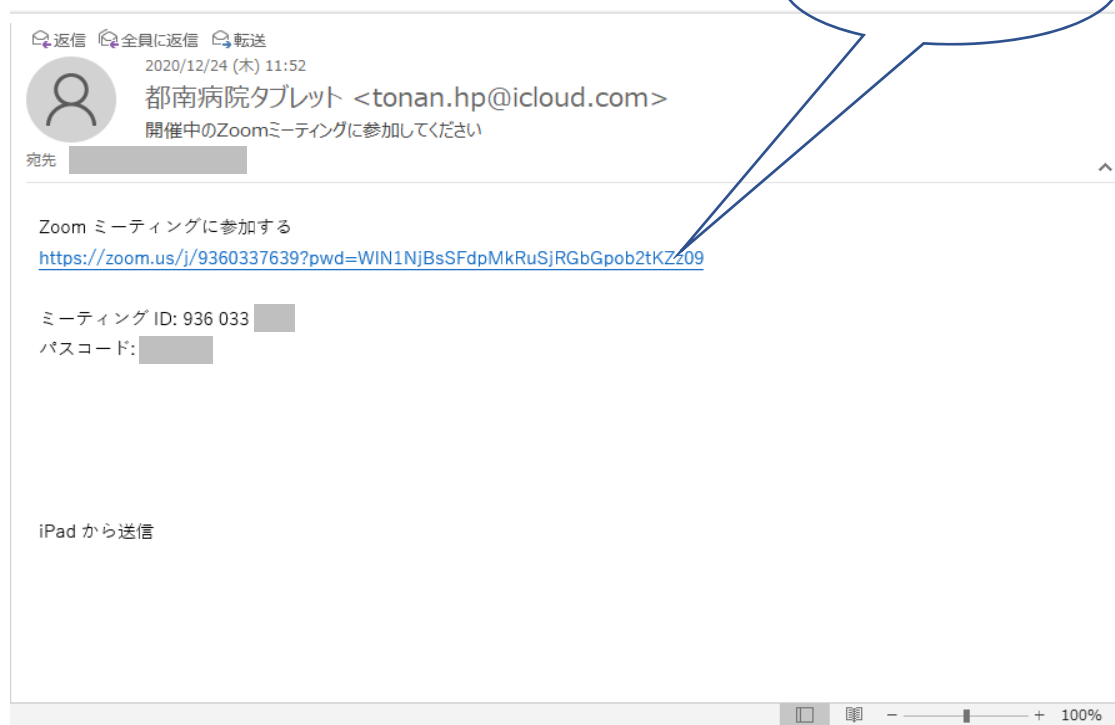 返信 全員に返信 転送
2020/12/24 (木) 11:52
都南病院タブレット <tonan.hp@icloud.com>
開催中のZoomミーティングに参加してください
宛先
Zoom ミーティングに参加する
https://zoom.us/j/9360337639?pwd=WlN1NjBsSFdpMkRuSjRGbGpob2tKZz09
ミーティング ID: 936 033
パスコード:
iPad から送信
100%